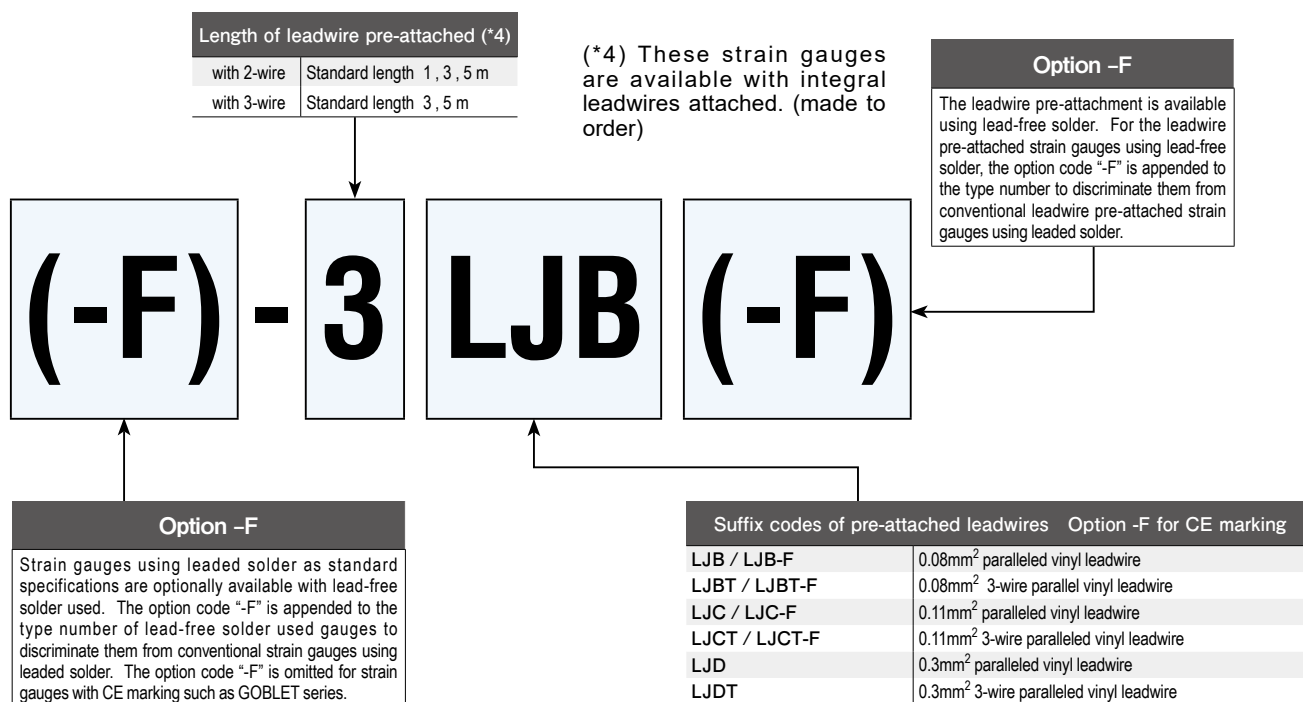 Length of leadwire pre-attached (*4)
with 2-wire Standard length 1 , 3 , 5 m
with 3-wire Standard length 3 , 5 m
(*4) These strain gauges
are available with integral
leadwires attached. (made to
order)
Option –F
The leadwire pre-attachment is available
using lead-free solder. For the leadwire
pre-attached strain gauges using lead-free
solder, the option code “-F” is appended to
the type number to discriminate them from
conventional leadwire pre-attached strain
gauges using leaded solder.
(-F) - 3 LJB (-F)
Option –F
Strain gauges using leaded solder as standard
specifications are optionally available with lead-free
solder used. The option code “-F” is appended to the
type number of lead-free solder used gauges to
discriminate them from conventional strain gauges using
leaded solder. The option code “-F” is omitted for strain
gauges with CE marking such as GOBLET series.
Suffix codes of pre-attached leadwires Option -F for CE marking
LJB / LJB-F 0.08mm² paralleled vinyl leadwire
LJBT / LJBT-F 0.08mm² 3-wire parallel vinyl leadwire
LJC / LJC-F 0.11mm² paralleled vinyl leadwire
LJCT / LJCT-F 0.11mm² 3-wire paralleled vinyl leadwire
LJD 0.3mm² paralleled vinyl leadwire
LJDT 0.3mm² 3-wire paralleled vinyl leadwire